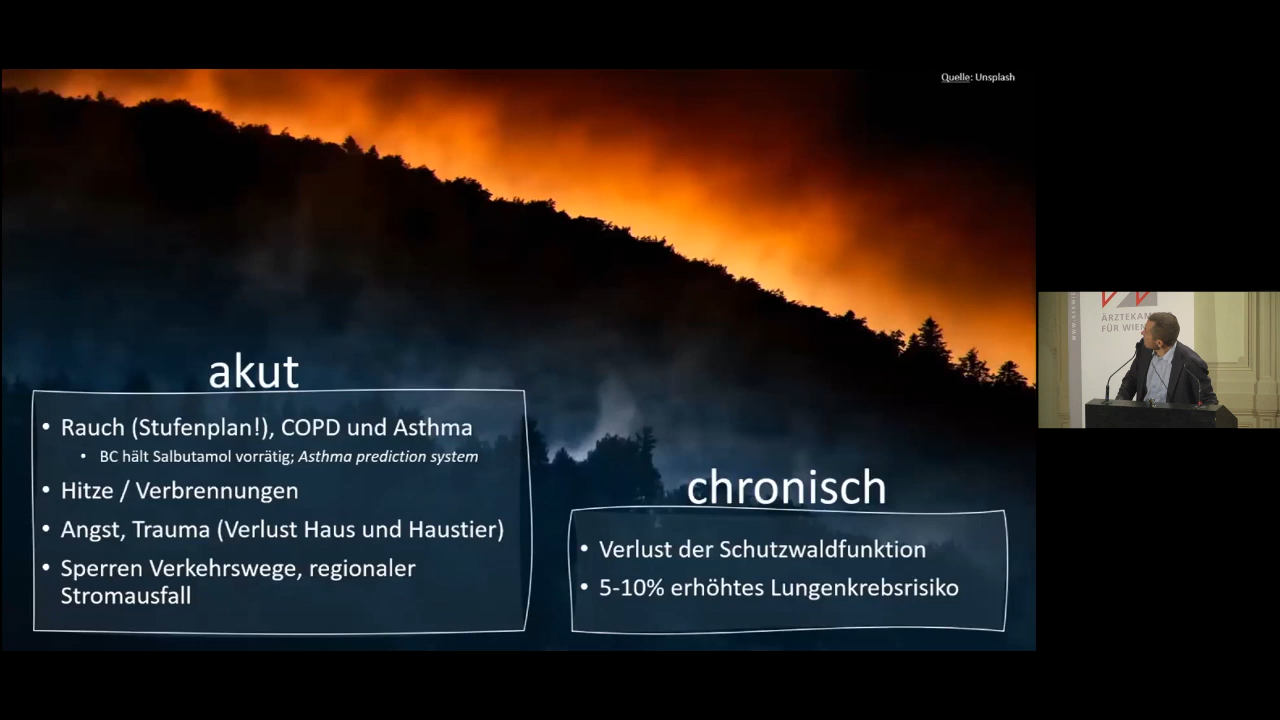 Quelle: Unsplash
akut
• Rauch (Stufenplan!), COPD und Asthma
• BC hält Salbutamol vorrätig; Asthma prediction system
• Hitze / Verbrennungen
• Angst, Trauma (Verlust Haus und Haustier)
• Sperren Verkehrswege, regionaler
Stromausfall
chronisch
• Verlust der Schutzwaldfunktion
• 5-10% erhöhtes Lungenkrebsrisiko
ÄRZTEKA
FÜR WIEN